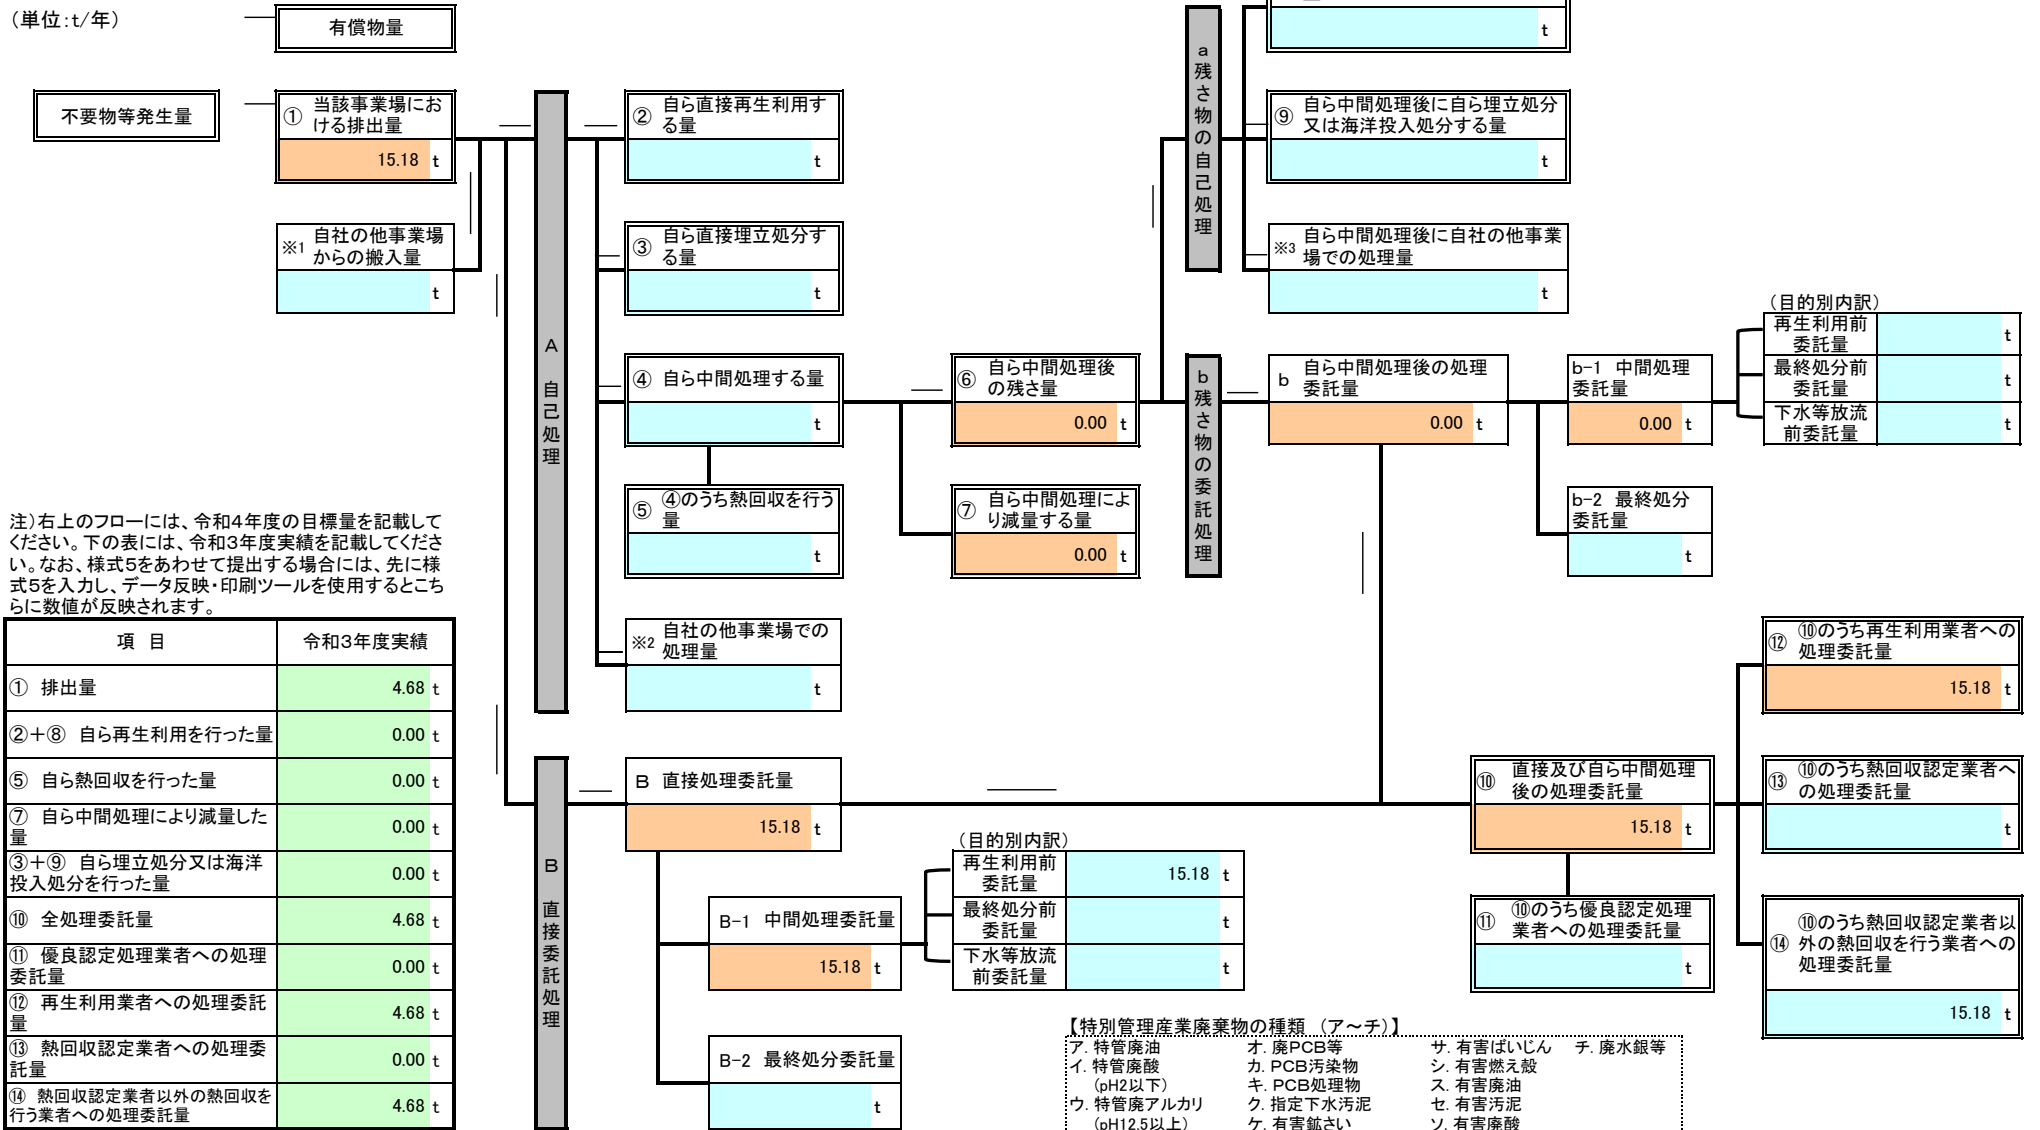 （単位:t/年）
有償物量
t
不要物等発生量
① 当該事業場にお
ける排出量
15.18 t
※1 自社の他事業場
からの搬入量
t
A 自己処理
② 自ら直接再生利用す
る量
t
③ 自ら直接埋立処分す
る量
t
④ 自ら中間処理する量
t
⑤ ④のうち熱回収を行う
量
t
※2 自社の他事業場での
処理量
t
⑥ 自ら中間処理後
の残さ量
0.00 t
⑦ 自ら中間処理によ
り減量する量
0.00 t
a 残さ物の自己処理
⑨ 自ら中間処理後に自ら埋立処分
又は海洋投入処分する量
t
※3 自ら中間処理後に自社の他事業
場での処理量
t
b 残さ物の委託処理
b 自ら中間処理後の処理
委託量
0.00 t
b-1 中間処理
委託量
0.00 t
（目的別内訳）
再生利用前
委託量
t
最終処分前
委託量
t
下水等放流
前委託量
t
b-2 最終処分
委託量
t
注）右上のフローには、令和4年度の目標量を記載して
ください。下の表には、令和3年度実績を記載してくださ
い。なお、様式5をあわせて提出する場合には、先に様
式5を入力し、データ反映・印刷ツールを使用するとこち
らに数値が反映されます。
項 目 令和3年度実績
① 排出量 4.68 t
②＋⑧ 自ら再生利用を行った量 0.00 t
⑤ 自ら熱回収を行った量 0.00 t
⑦ 自ら中間処理により減量した
量 0.00 t
③＋⑨ 自ら埋立処分又は海洋
投入処分を行った量 0.00 t
⑩ 全処理委託量 4.68 t
⑪ 優良認定処理業者への処理
委託量 0.00 t
⑫ 再生利用業者への処理委託
量 4.68 t
⑬ 熱回収認定業者への処理委
託量 0.00 t
⑭ 熱回収認定業者以外の熱回収を
行う業者への処理委託量 4.68 t
B 直接委託処理
B 直接処理委託量
15.18 t
B-1 中間処理委託量
15.18 t
（目的別内訳）
再生利用前
委託量
15.18 t
最終処分前
委託量
t
下水等放流
前委託量
t
B-2 最終処分委託量
t
⑩ 直接及び自ら中間処理
後の処理委託量
15.18 t
⑪ ⑩のうち優良認定処理
業者への処理委託量
t
⑫ ⑩のうち再生利用業者への
処理委託量
15.18 t
⑬ ⑩のうち熱回収認定業者へ
の処理委託量
t
⑭ ⑩のうち熱回収認定業者以
外の熱回収を行う業者への
処理委託量
15.18 t
【特別管理産業廃棄物の種類 （ア～チ）】
ア. 特管廃油 オ. 廃PCB等 サ. 有害ばいじん チ. 廃水銀等
イ. 特管廃酸 カ. PCB汚染物 シ. 有害燃え殻
（pH2以下） キ. PCB処理物 ス. 有害廃油
ウ. 特管廃アルカリ ク. 指定下水汚泥 セ. 有害汚泥
（pH12.5以上） ケ. 有害鉱さい ソ. 有害廃酸